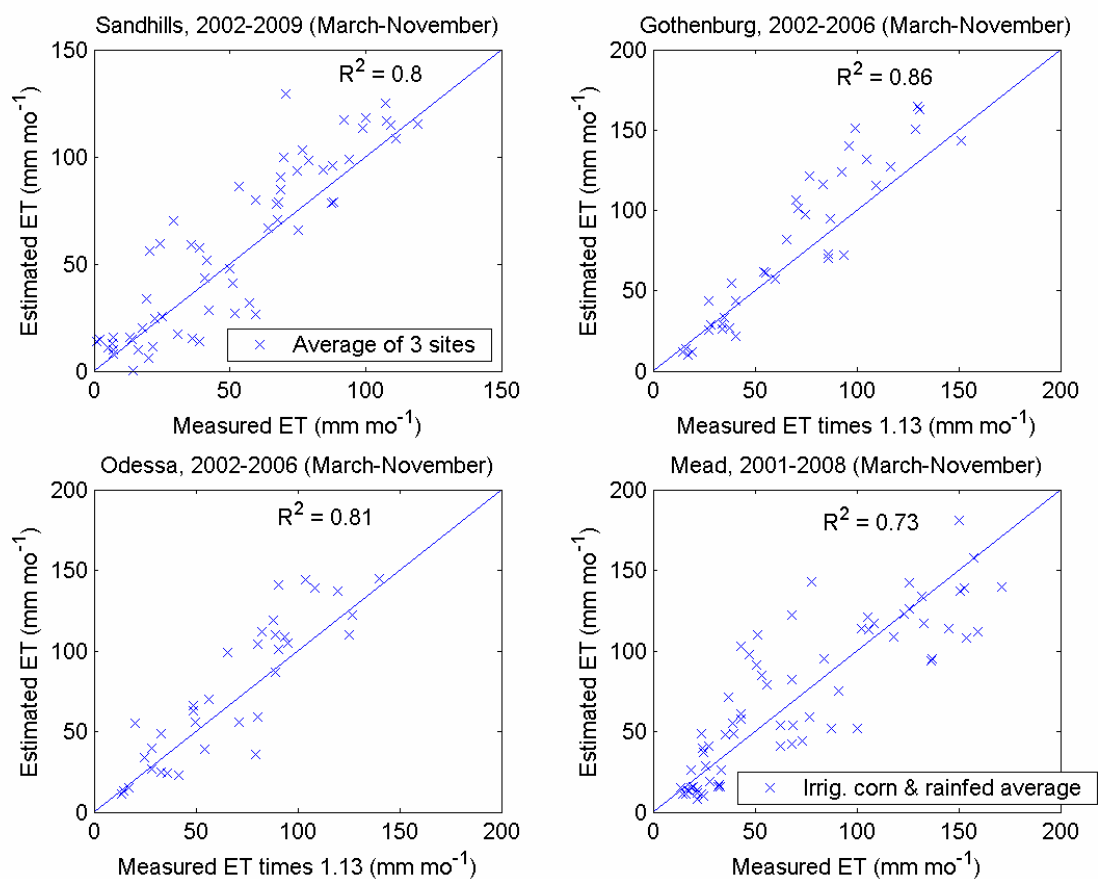 Sandhills, 2002-2009 (March-November)
R² = 0.8
Estimated ET (mm mo⁻¹)
150
100
50
0
× Average of 3 sites
0 50 100 150
Measured ET (mm mo⁻¹)
Gothenburg, 2002-2006 (March-November)
R² = 0.86
Estimated ET (mm mo⁻¹)
200
150
100
50
0
0 50 100 150 200
Measured ET times 1.13 (mm mo⁻¹)
Odessa, 2002-2006 (March-November)
R² = 0.81
Estimated ET (mm mo⁻¹)
200
150
100
50
0
0 50 100 150 200
Measured ET times 1.13 (mm mo⁻¹)
Mead, 2001-2008 (March-November)
R² = 0.73
Estimated ET (mm mo⁻¹)
200
150
100
50
0
× Irrig. corn & rainfed average
0 50 100 150 200
Measured ET (mm mo⁻¹)